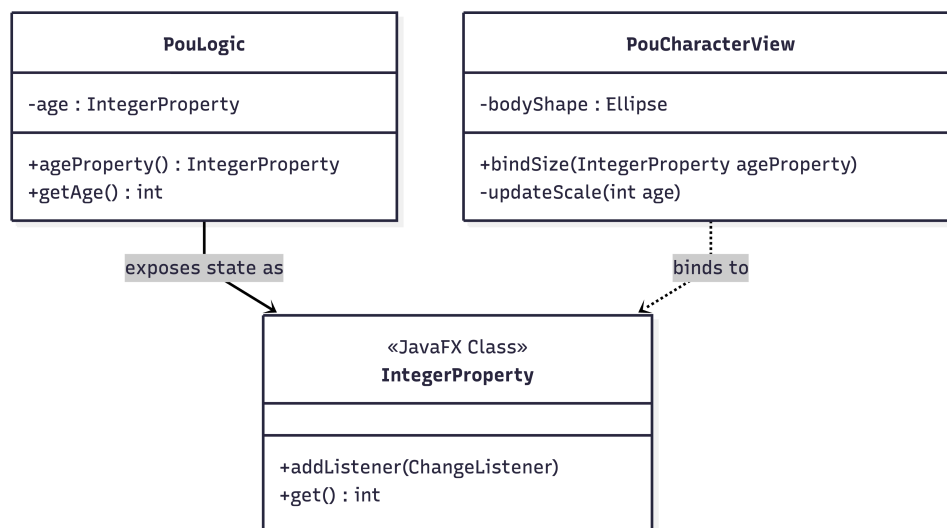 PouLogic
-age : IntegerProperty
+ageProperty() : IntegerProperty
+getAge() : int
PouCharacterView
-bodyShape : Ellipse
+bindSize(IntegerProperty ageProperty)
-updateScale(int age)
exposes state as
binds to
«JavaFX Class»
IntegerProperty
+addListener(ChangeListener)
+get() : int